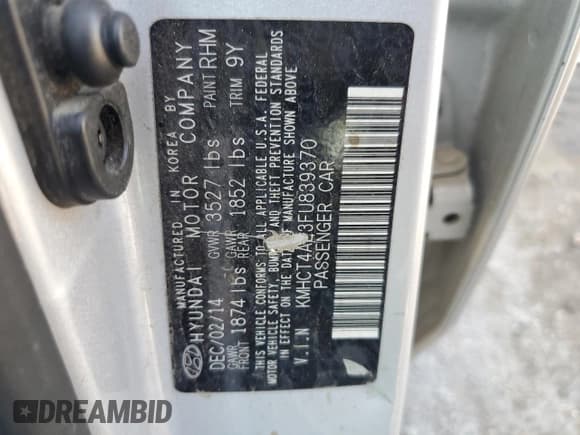 MANUFACTURED IN KOREA BY
HYUNDAI MOTOR COMPANY
DEC/02/14 GVWR 3527 lbs PAINT RHM
GAWR FRONT 1874 lbs GAWR REAR 1852 lbs TRIM 9Y
THIS VEHICLE CONFORMS TO ALL APPLICABLE U.S.A. FEDERAL
MOTOR VEHICLE SAFETY, BUMPER AND THEFT PREVENTION STANDARDS
IN EFFECT ON THE DATE OF MANUFACTURE SHOWN ABOVE
V.I.N
PASSENGER CAR
DREAMBID